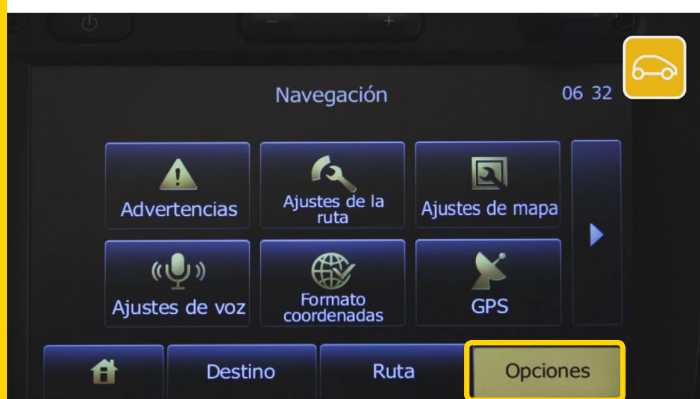 Navegación
06 32
Advertencias
Ajustes de la
ruta
Ajustes de mapa
Ajustes de voz
Formato
coordenadas
GPS
Destino
Ruta
Opciones